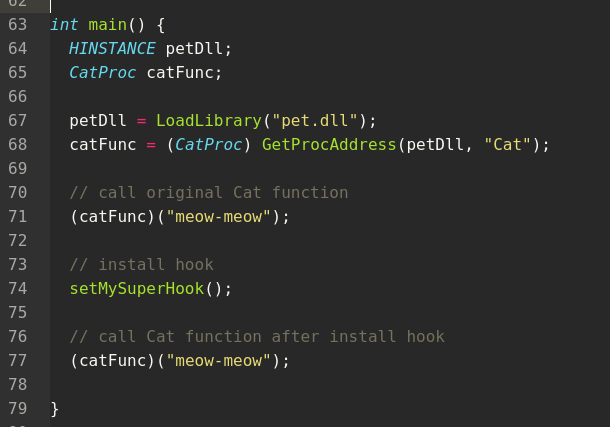 62
63 int main() {
64   HINSTANCE petDll;
65   CatProc catFunc;
66
67   petDll = LoadLibrary("pet.dll");
68   catFunc = (CatProc) GetProcAddress(petDll, "Cat");
69
70   // call original Cat function
71   (catFunc)("meow-meow");
72
73   // install hook
74   setMySuperHook();
75
76   // call Cat function after install hook
77   (catFunc)("meow-meow");
78
79 }